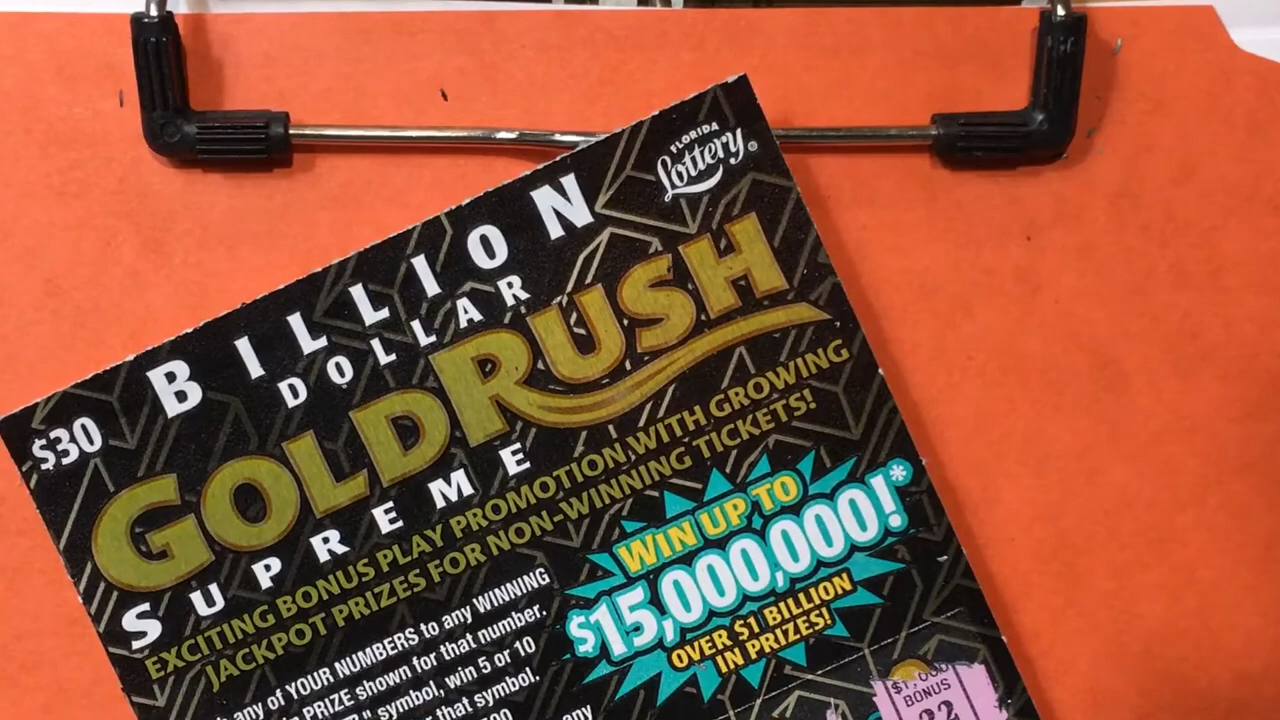 FLORIDA
Lottery®
BILLION
DOLLAR
$30
GOLDRUSH
SUPREME
EXCITING BONUS PLAY PROMOTION WITH GROWING
JACKPOT PRIZES FOR NON-WINNING TICKETS!
WIN UP TO
$15,000,000!*
OVER $1 BILLION
IN PRIZES!
any of YOUR NUMBERS to any WINNING
PRIZE shown for that number.
symbol, win 5 or 10
that symbol.
any
BONUS
22